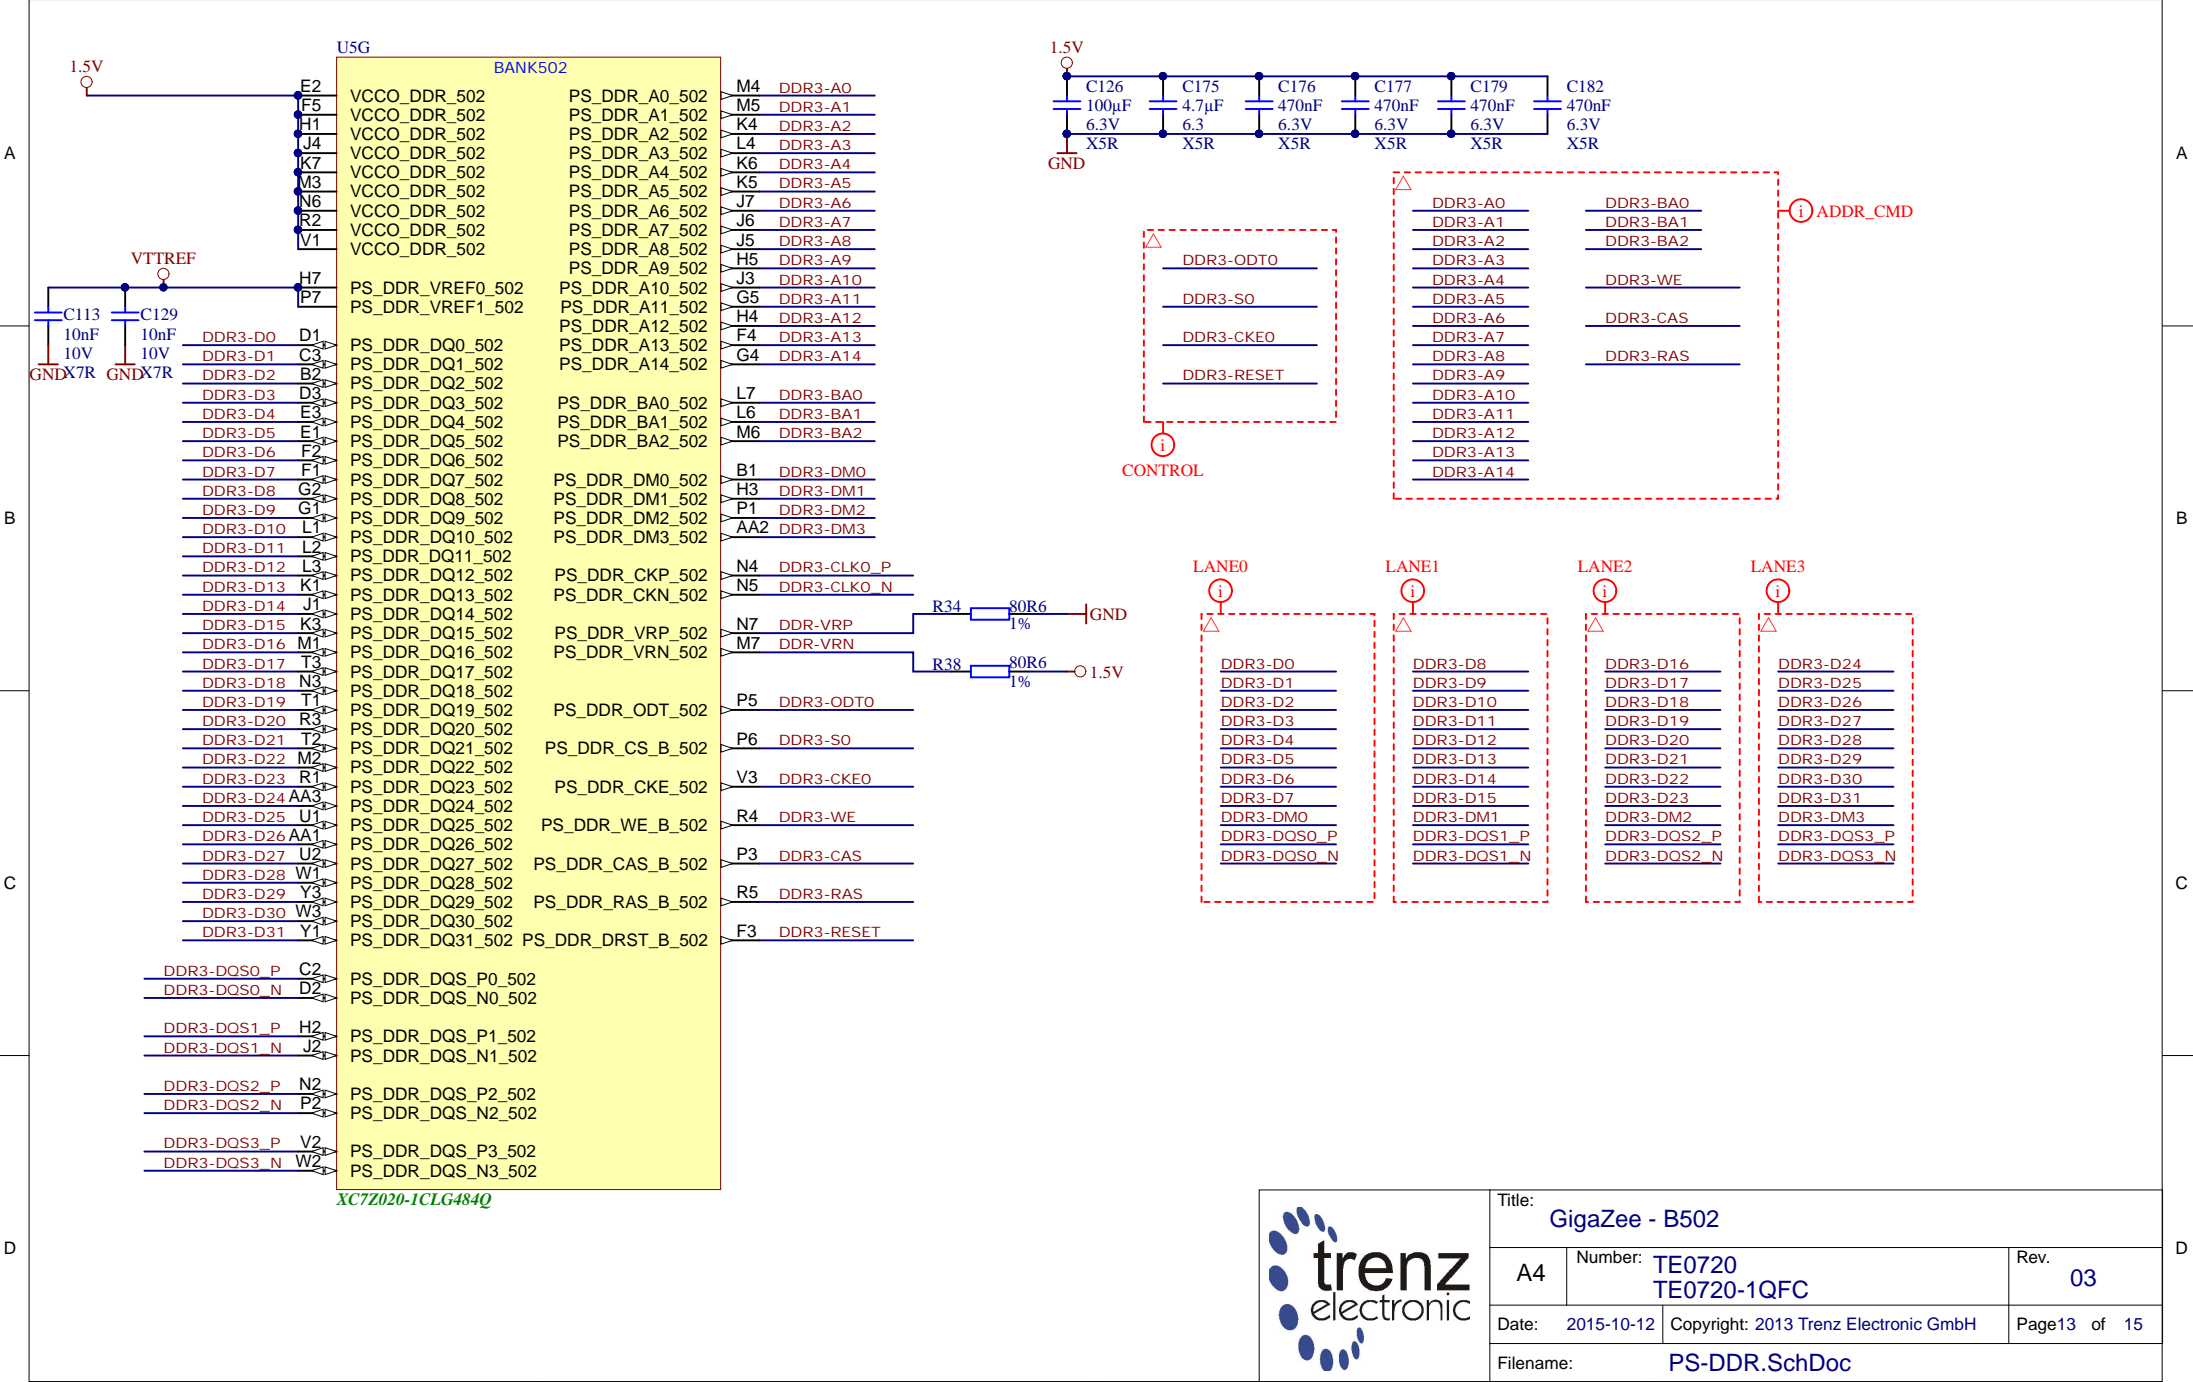 U5G
BANK502
1.5V
E2 VCCO_DDR_502
F5 VCCO_DDR_502
H1 VCCO_DDR_502
J4 VCCO_DDR_502
K7 VCCO_DDR_502
M3 VCCO_DDR_502
N6 VCCO_DDR_502
R2 VCCO_DDR_502
V1 VCCO_DDR_502
VTTREF
H7 PS_DDR_VREF0_502
P7 PS_DDR_VREF1_502
C113
10nF
10V
X7R
GND
C129
10nF
10V
X7R
GND
DDR3-D0 D1 PS_DDR_DQ0_502
DDR3-D1 C3 PS_DDR_DQ1_502
DDR3-D2 B2 PS_DDR_DQ2_502
DDR3-D3 D3 PS_DDR_DQ3_502
DDR3-D4 E3 PS_DDR_DQ4_502
DDR3-D5 E1 PS_DDR_DQ5_502
DDR3-D6 F2 PS_DDR_DQ6_502
DDR3-D7 F1 PS_DDR_DQ7_502
DDR3-D8 G2 PS_DDR_DQ8_502
DDR3-D9 G1 PS_DDR_DQ9_502
DDR3-D10 L1 PS_DDR_DQ10_502
DDR3-D11 L2 PS_DDR_DQ11_502
DDR3-D12 L3 PS_DDR_DQ12_502
DDR3-D13 K1 PS_DDR_DQ13_502
DDR3-D14 J1 PS_DDR_DQ14_502
DDR3-D15 K3 PS_DDR_DQ15_502
DDR3-D16 M1 PS_DDR_DQ16_502
DDR3-D17 T3 PS_DDR_DQ17_502
DDR3-D18 N3 PS_DDR_DQ18_502
DDR3-D19 T1 PS_DDR_DQ19_502
DDR3-D20 R3 PS_DDR_DQ20_502
DDR3-D21 T2 PS_DDR_DQ21_502
DDR3-D22 M2 PS_DDR_DQ22_502
DDR3-D23 R1 PS_DDR_DQ23_502
DDR3-D24 AA3 PS_DDR_DQ24_502
DDR3-D25 U1 PS_DDR_DQ25_502
DDR3-D26 AA1 PS_DDR_DQ26_502
DDR3-D27 U2 PS_DDR_DQ27_502
DDR3-D28 W1 PS_DDR_DQ28_502
DDR3-D29 Y3 PS_DDR_DQ29_502
DDR3-D30 W3 PS_DDR_DQ30_502
DDR3-D31 Y1 PS_DDR_DQ31_502
DDR3-DQS0_P C2 PS_DDR_DQS_P0_502
DDR3-DQS0_N D2 PS_DDR_DQS_N0_502
DDR3-DQS1_P H2 PS_DDR_DQS_P1_502
DDR3-DQS1_N J2 PS_DDR_DQS_N1_502
DDR3-DQS2_P N2 PS_DDR_DQS_P2_502
DDR3-DQS2_N P2 PS_DDR_DQS_N2_502
DDR3-DQS3_P V2 PS_DDR_DQS_P3_502
DDR3-DQS3_N W2 PS_DDR_DQS_N3_502
XC7Z020-1CLG484Q
PS_DDR_A0_502 M4 DDR3-A0
PS_DDR_A1_502 M5 DDR3-A1
PS_DDR_A2_502 K4 DDR3-A2
PS_DDR_A3_502 L4 DDR3-A3
PS_DDR_A4_502 K6 DDR3-A4
PS_DDR_A5_502 K5 DDR3-A5
PS_DDR_A6_502 J7 DDR3-A6
PS_DDR_A7_502 J6 DDR3-A7
PS_DDR_A8_502 J5 DDR3-A8
PS_DDR_A9_502 H5 DDR3-A9
PS_DDR_A10_502 J3 DDR3-A10
PS_DDR_A11_502 G5 DDR3-A11
PS_DDR_A12_502 H4 DDR3-A12
PS_DDR_A13_502 F4 DDR3-A13
PS_DDR_A14_502 G4 DDR3-A14
PS_DDR_BA0_502 L7 DDR3-BA0
PS_DDR_BA1_502 L6 DDR3-BA1
PS_DDR_BA2_502 M6 DDR3-BA2
PS_DDR_DM0_502 B1 DDR3-DM0
PS_DDR_DM1_502 H3 DDR3-DM1
PS_DDR_DM2_502 P1 DDR3-DM2
PS_DDR_DM3_502 AA2 DDR3-DM3
PS_DDR_CKP_502 N4 DDR3-CLK0_P
PS_DDR_CKN_502 N5 DDR3-CLK0_N
PS_DDR_VRP_502 N7 DDR-VRP
PS_DDR_VRN_502 M7 DDR-VRN
R34 80R6 1% GND
R38 80R6 1% 1.5V
PS_DDR_ODT_502 P5 DDR3-ODT0
PS_DDR_CS_B_502 P6 DDR3-S0
PS_DDR_CKE_502 V3 DDR3-CKE0
PS_DDR_WE_B_502 R4 DDR3-WE
PS_DDR_CAS_B_502 P3 DDR3-CAS
PS_DDR_RAS_B_502 R5 DDR3-RAS
PS_DDR_DRST_B_502 F3 DDR3-RESET
1.5V
C126 C175 C176 C177 C179 C182
100µF 4.7µF 470nF 470nF 470nF 470nF
6.3V 6.3 6.3V 6.3V 6.3V 6.3V
X5R X5R X5R X5R X5R X5R
GND
DDR3-ODT0
DDR3-S0
DDR3-CKE0
DDR3-RESET
i
CONTROL
DDR3-A0 DDR3-BA0
DDR3-A1 DDR3-BA1
DDR3-A2 DDR3-BA2
DDR3-A3
DDR3-A4 DDR3-WE
DDR3-A5
DDR3-A6 DDR3-CAS
DDR3-A7
DDR3-A8 DDR3-RAS
DDR3-A9
DDR3-A10
DDR3-A11
DDR3-A12
DDR3-A13
DDR3-A14
i ADDR_CMD
LANE0 LANE1 LANE2 LANE3
i i i i
DDR3-D0 DDR3-D8 DDR3-D16 DDR3-D24
DDR3-D1 DDR3-D9 DDR3-D17 DDR3-D25
DDR3-D2 DDR3-D10 DDR3-D18 DDR3-D26
DDR3-D3 DDR3-D11 DDR3-D19 DDR3-D27
DDR3-D4 DDR3-D12 DDR3-D20 DDR3-D28
DDR3-D5 DDR3-D13 DDR3-D21 DDR3-D29
DDR3-D6 DDR3-D14 DDR3-D22 DDR3-D30
DDR3-D7 DDR3-D15 DDR3-D23 DDR3-D31
DDR3-DM0 DDR3-DM1 DDR3-DM2 DDR3-DM3
DDR3-DQS0_P DDR3-DQS1_P DDR3-DQS2_P DDR3-DQS3_P
DDR3-DQS0_N DDR3-DQS1_N DDR3-DQS2_N DDR3-DQS3_N
A A
B B
C C
D D
trenz
electronic
Title:
GigaZee - B502
A4
Number: TE0720
TE0720-1QFC
Rev.
03
Date: 2015-10-12 Copyright: 2013 Trenz Electronic GmbH Page13 of 15
Filename: PS-DDR.SchDoc